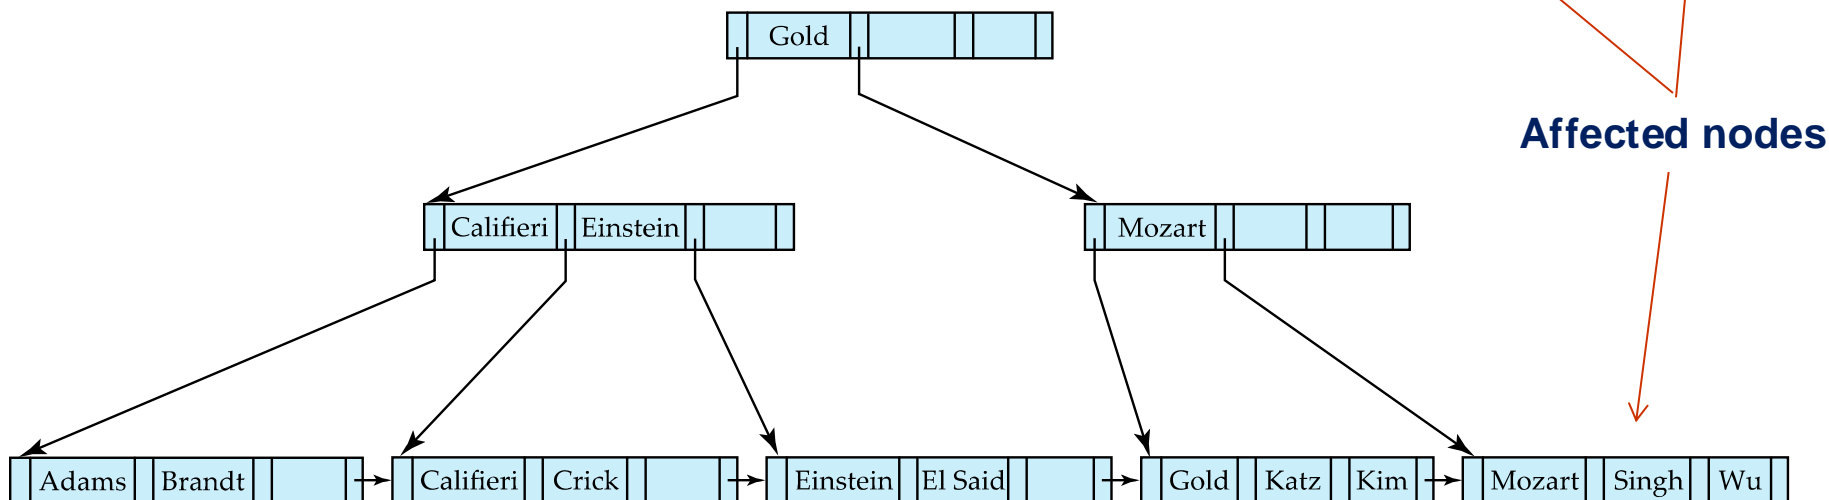 Gold
Affected nodes
Califieri Einstein
Mozart
Adams Brandt
Califieri Crick
Einstein El Said
Gold Katz Kim
Mozart Singh Wu